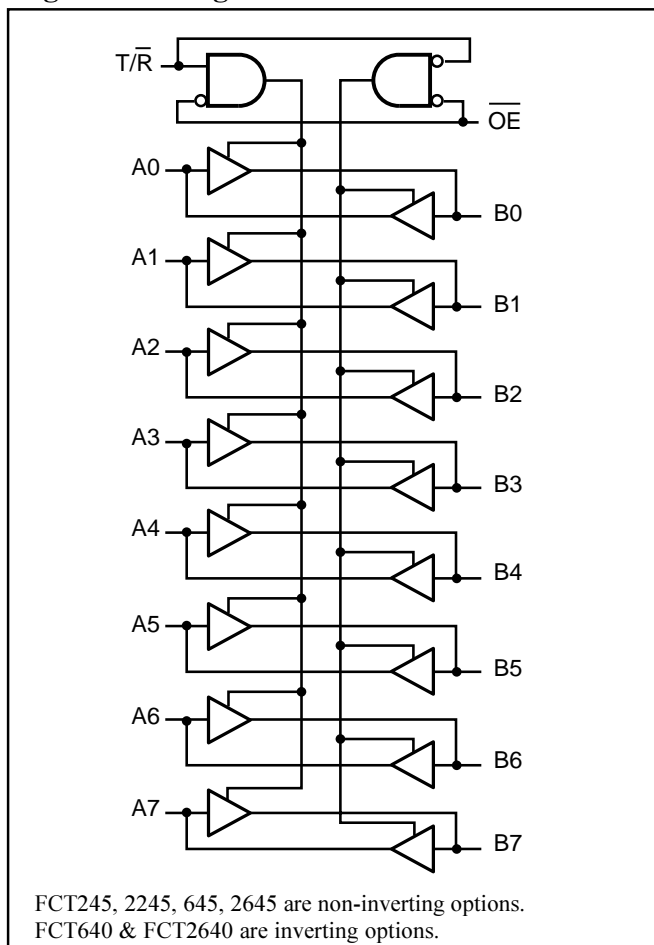 T/R̅
O̅E̅
A0
B0
A1
B1
A2
B2
A3
B3
A4
B4
A5
B5
A6
B6
A7
B7
FCT245, 2245, 645, 2645 are non-inverting options.
FCT640 & FCT2640 are inverting options.